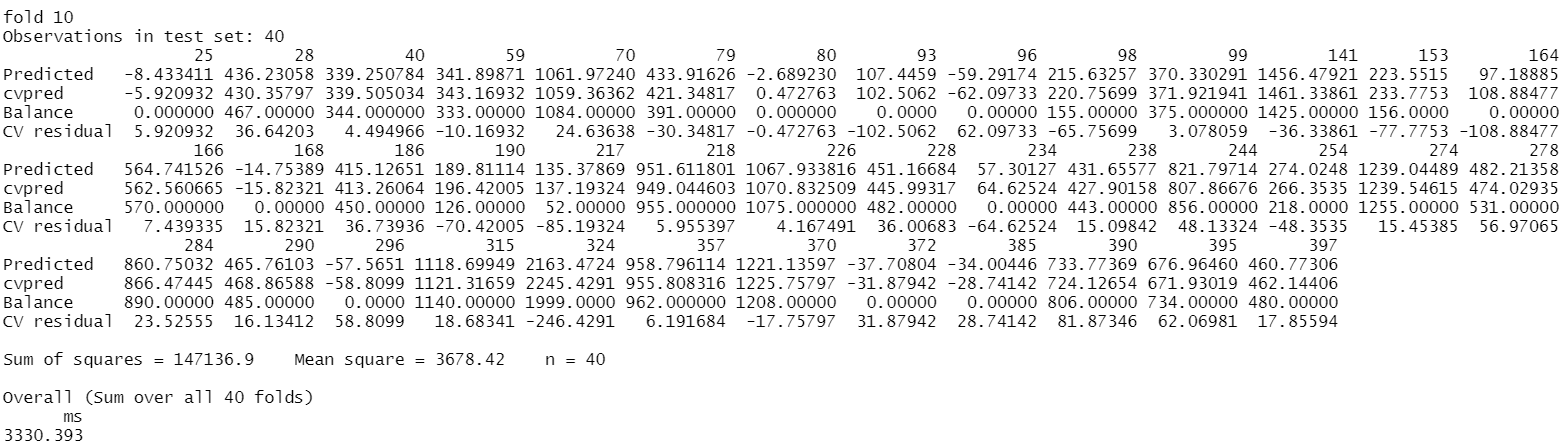 fold 10
Observations in test set: 40
25 28 40 59 70 79 80 93 96 98 99 141 153 164
Predicted -8.433411 436.23058 339.250784 341.89871 1061.97240 433.91626 -2.689230 107.4459 -59.29174 215.63257 370.330291 1456.47921 223.5515 97.18885
cvpred -5.920932 430.35797 339.505034 343.16932 1059.36362 421.34817 0.472763 102.5062 -62.09733 220.75699 371.921941 1461.33861 233.7753 108.88477
Balance 0.000000 467.00000 344.000000 333.00000 1084.00000 391.00000 0.000000 0.0000 0.00000 155.00000 375.000000 1425.00000 156.0000 0.00000
CV residual 5.920932 36.64203 4.494966 -10.16932 24.63638 -30.34817 -0.472763 -102.5062 62.09733 -65.75699 3.078059 -36.33861 -77.7753 -108.88477
166 168 186 190 217 218 226 228 234 238 244 254 274 278
Predicted 564.741526 -14.75389 415.12651 189.81114 135.37869 951.611801 1067.933816 451.16684 57.30127 431.65577 821.79714 274.0248 1239.04489 482.21358
cvpred 562.560665 -15.82321 413.26064 196.42005 137.19324 949.044603 1070.832509 445.99317 64.62524 427.90158 807.86676 266.3535 1239.54615 474.02935
Balance 570.000000 0.00000 450.00000 126.00000 52.00000 955.000000 1075.000000 482.00000 0.00000 443.00000 856.00000 218.0000 1255.00000 531.00000
CV residual 7.439335 15.82321 36.73936 -70.42005 -85.19324 5.955397 4.167491 36.00683 -64.62524 15.09842 48.13324 -48.3535 15.45385 56.97065
284 290 296 315 324 357 370 372 385 390 395 397
Predicted 860.75032 465.76103 -57.5651 1118.69949 2163.4724 958.796114 1221.13597 -37.70804 -34.00446 733.77369 676.96460 460.77306
cvpred 866.47445 468.86588 -58.8099 1121.31659 2245.4291 955.808316 1225.75797 -31.87942 -28.74142 724.12654 671.93019 462.14406
Balance 890.00000 485.00000 0.0000 1140.00000 1999.0000 962.000000 1208.00000 0.00000 0.00000 806.00000 734.00000 480.00000
CV residual 23.52555 16.13412 58.8099 18.68341 -246.4291 6.191684 -17.75797 31.87942 28.74142 81.87346 62.06981 17.85594
Sum of squares = 147136.9 Mean square = 3678.42 n = 40
Overall (Sum over all 40 folds)
ms
3330.393